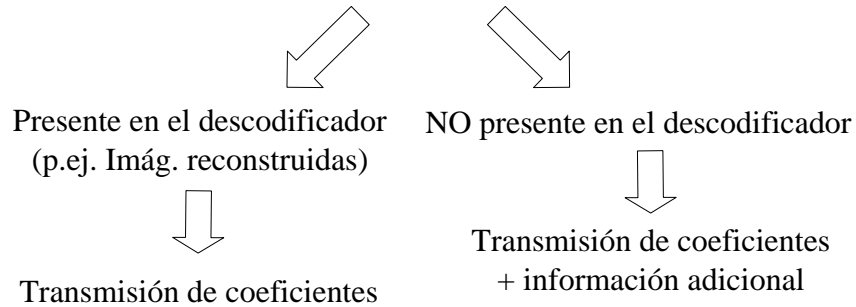 Presente en el descodificador
(p.ej. Imág. reconstruidas)
Transmisión de coeficientes
NO presente en el descodificador
Transmisión de coeficientes
+ información adicional